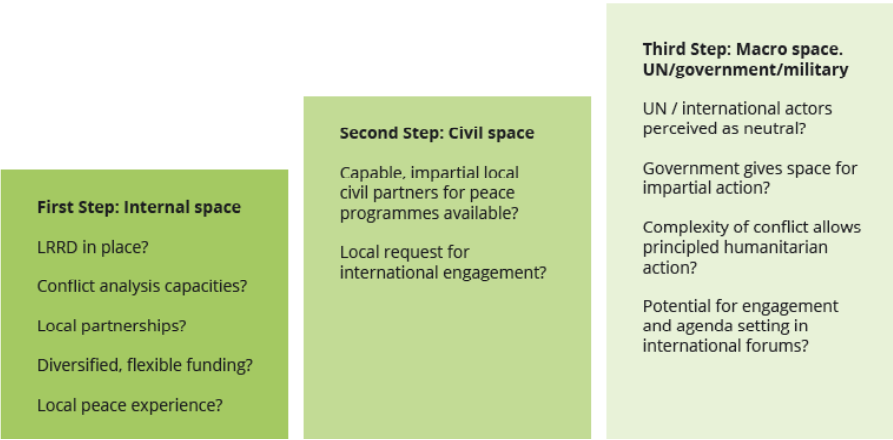 First Step: Internal space
LRRD in place?
Conflict analysis capacities?
Local partnerships?
Diversified, flexible funding?
Local peace experience?
Second Step: Civil space
Capable, impartial local
civil partners for peace
programmes available?
Local request for
international engagement?
Third Step: Macro space.
UN/government/military
UN / international actors
perceived as neutral?
Government gives space for
impartial action?
Complexity of conflict allows
principled humanitarian
action?
Potential for engagement
and agenda setting in
international forums?